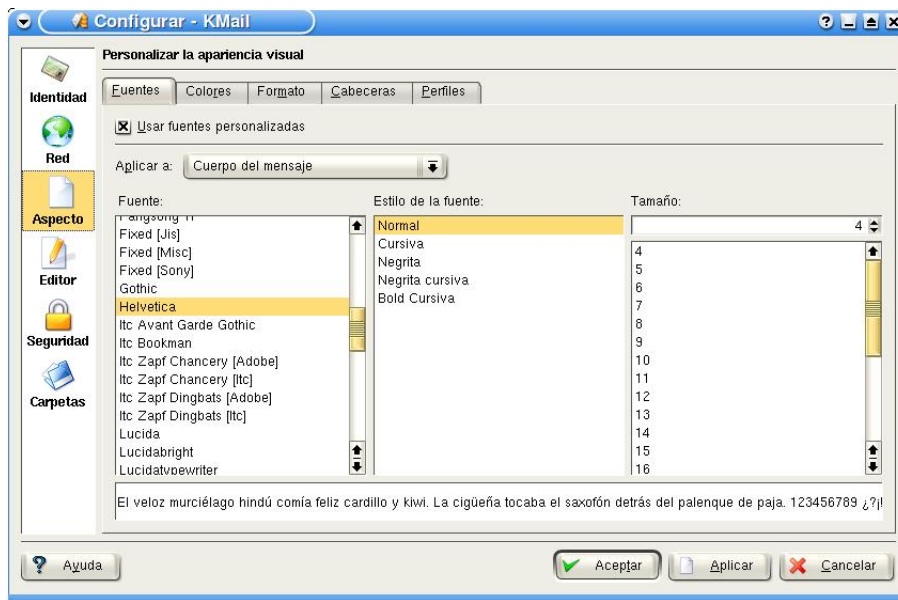 Configurar - KMail
Personalizar la apariencia visual
Identidad
Red
Aspecto
Editor
Seguridad
Carpetas
Fuentes Colores Formato Cabeceras Perfiles
Usar fuentes personalizadas
Aplicar a: Cuerpo del mensaje
Fuente:
Fangsong Ti
Fixed [Jis]
Fixed [Misc]
Fixed [Sony]
Gothic
Helvetica
Itc Avant Garde Gothic
Itc Bookman
Itc Zapf Chancery [Adobe]
Itc Zapf Chancery [Itc]
Itc Zapf Dingbats [Adobe]
Itc Zapf Dingbats [Itc]
Lucida
Lucidabright
Lucidatypewriter
Estilo de la fuente:
Normal
Cursiva
Negrita
Negrita cursiva
Bold Cursiva
Tamaño:
4
4
5
6
7
8
9
10
11
12
13
14
15
16
El veloz murciélago hindú comía feliz cardillo y kiwi. La cigüeña tocaba el saxofón detrás del palenque de paja. 123456789 ¿?¡!
Ayuda Aceptar Aplicar Cancelar